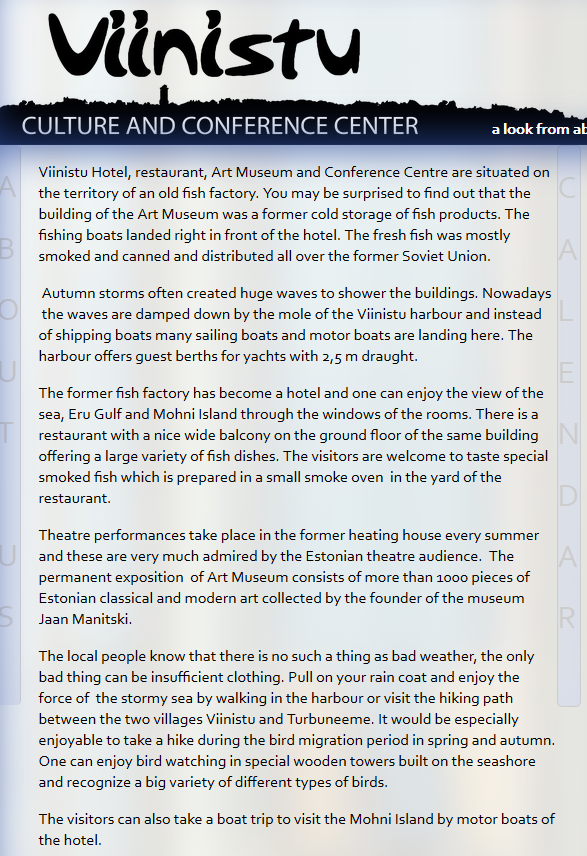 Viinistu
CULTURE AND CONFERENCE CENTER
a look from ab
Viinistu Hotel, restaurant, Art Museum and Conference Centre are situated on
the territory of an old fish factory. You may be surprised to find out that the
building of the Art Museum was a former cold storage of fish products. The
fishing boats landed right in front of the hotel. The fresh fish was mostly
smoked and canned and distributed all over the former Soviet Union.
Autumn storms often created huge waves to shower the buildings. Nowadays
the waves are damped down by the mole of the Viinistu harbour and instead
of shipping boats many sailing boats and motor boats are landing here. The
harbour offers guest berths for yachts with 2,5 m draught.
The former fish factory has become a hotel and one can enjoy the view of the
sea, Eru Gulf and Mohni Island through the windows of the rooms. There is a
restaurant with a nice wide balcony on the ground floor of the same building
offering a large variety of fish dishes. The visitors are welcome to taste special
smoked fish which is prepared in a small smoke oven in the yard of the
restaurant.
Theatre performances take place in the former heating house every summer
and these are very much admired by the Estonian theatre audience. The
permanent exposition of Art Museum consists of more than 1000 pieces of
Estonian classical and modern art collected by the founder of the museum
Jaan Manitski.
The local people know that there is no such a thing as bad weather, the only
bad thing can be insufficient clothing. Pull on your rain coat and enjoy the
force of the stormy sea by walking in the harbour or visit the hiking path
between the two villages Viinistu and Turbuneeme. It would be especially
enjoyable to take a hike during the bird migration period in spring and autumn.
One can enjoy bird watching in special wooden towers built on the seashore
and recognize a big variety of different types of birds.
The visitors can also take a boat trip to visit the Mohni Island by motor boats of
the hotel.
ABOUT US
CALENDAR